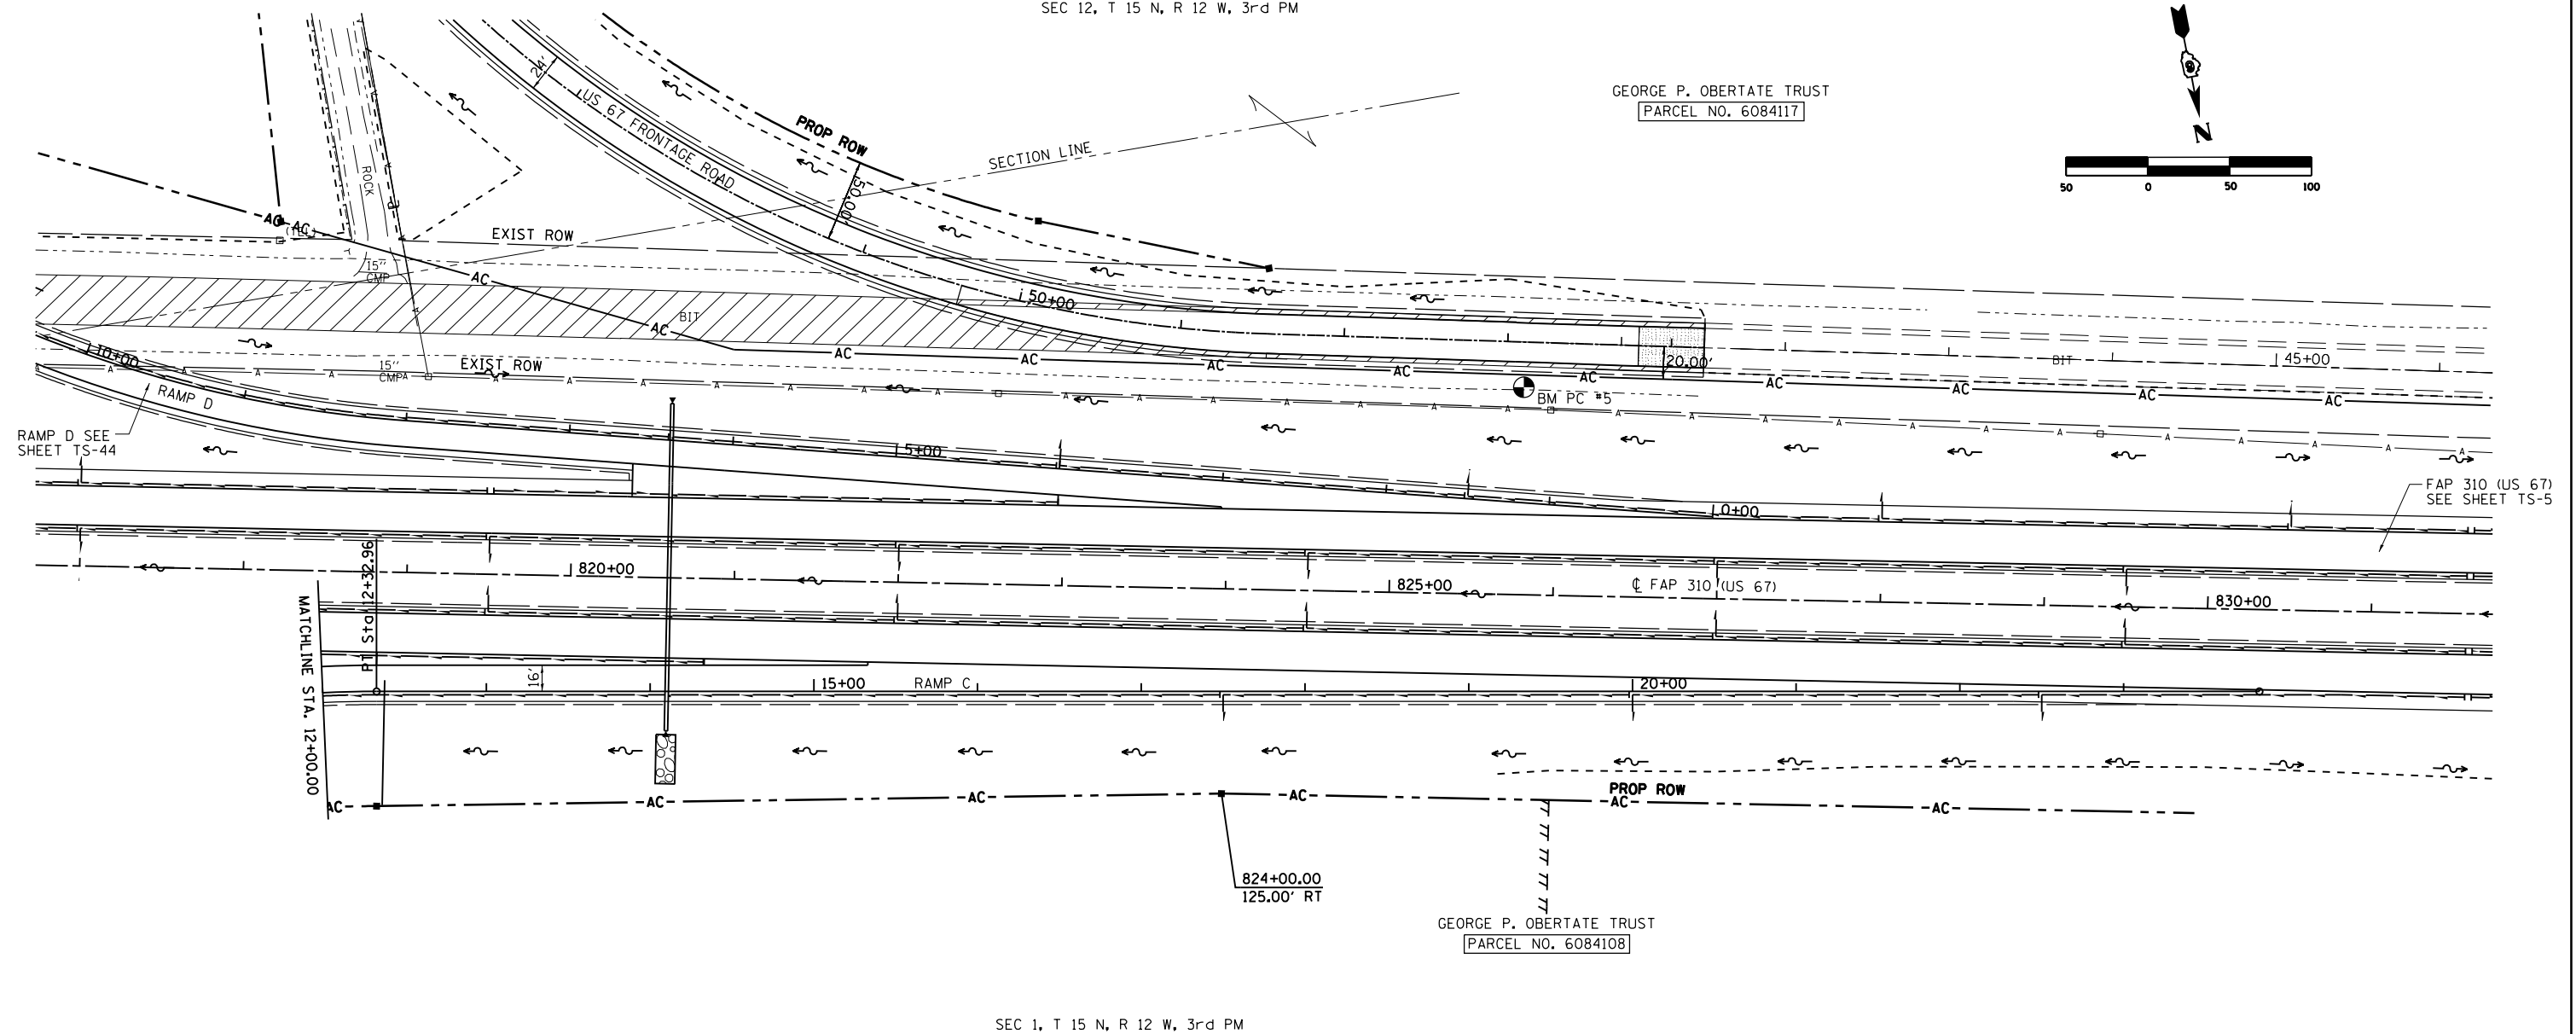 SEC 12, T 15 N, R 12 W, 3rd PM
GEORGE P. OBERTATE TRUST
PARCEL NO. 6084117
N
50 0 50 100
24'
US 67 FRONTAGE ROAD
PROP ROW
50.00'
SECTION LINE
ROCK
AC
AC
(TEL)
EXIST ROW
15"
CMP
AC
BIT
AC
50+00
AC
AC
AC
AC
AC
20.00'
AC
AC
AC
AC
BIT
45+00
10+00
15"
CMP
EXIST ROW
A A A A A A A A A A A A A A A A A A A A A A A A A A A A A A A A
BM PC #5
RAMP D
RAMP D SEE
SHEET TS-44
5+00
0+00
FAP 310 (US 67)
SEE SHEET TS-5
820+00
825+00
℄ FAP 310 (US 67)
830+00
PT Sta 12+32.96
MATCHLINE STA. 12+00.00
16'
15+00
RAMP C
20+00
AC
AC
AC
AC
PROP ROW
AC
AC
824+00.00
125.00' RT
GEORGE P. OBERTATE TRUST
PARCEL NO. 6084108
SEC 1, T 15 N, R 12 W, 3rd PM